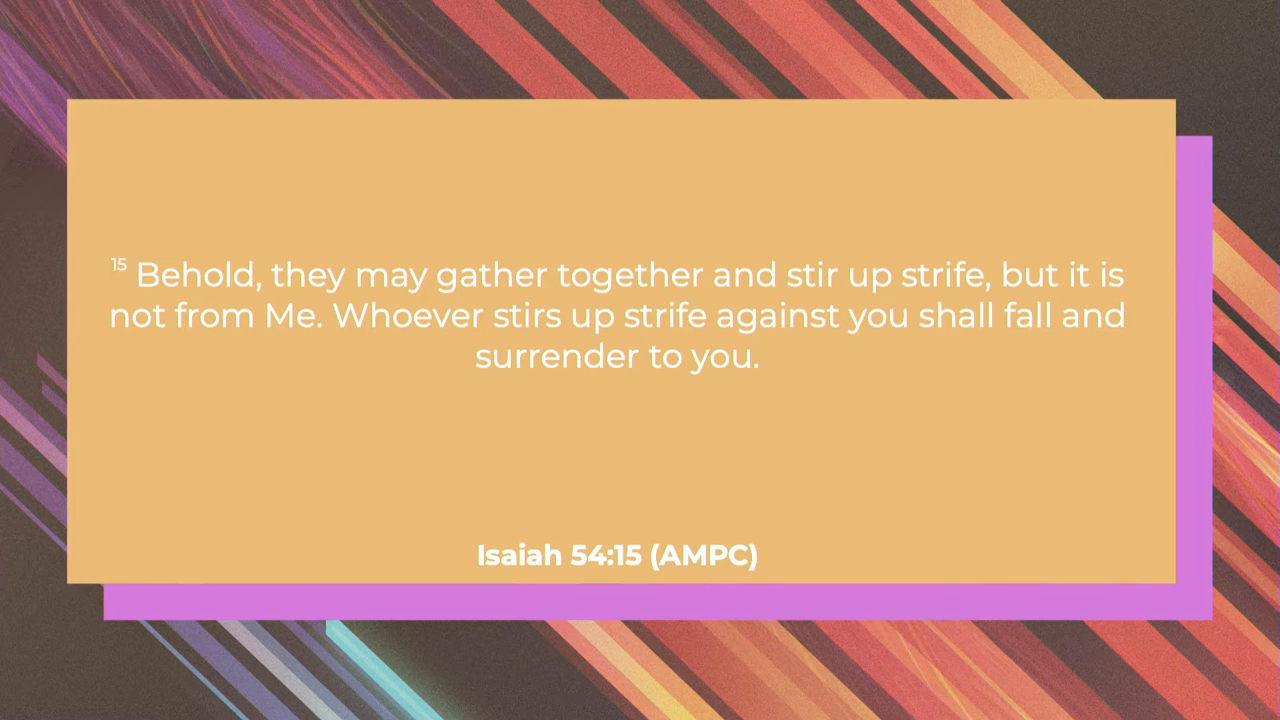 15 Behold, they may gather together and stir up strife, but it is
not from Me. Whoever stirs up strife against you shall fall and
surrender to you.
Isaiah 54:15 (AMPC)